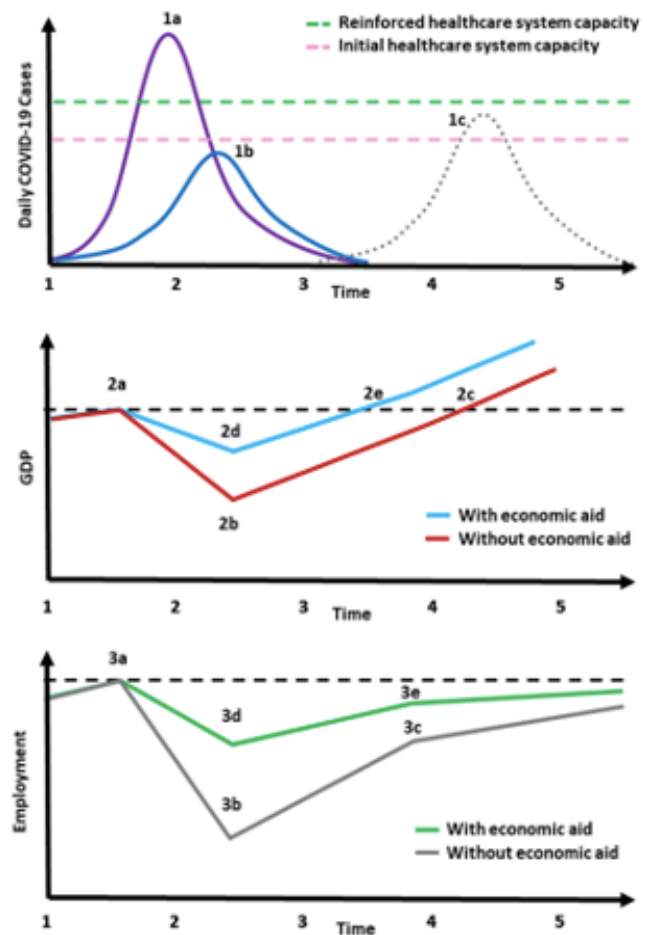 1a
Reinforced healthcare system capacity
Initial healthcare system capacity
1c
1b
Daily COVID-19 Cases
1 2 3 4 5
Time
2a
2e
2c
2d
2b
GDP
With economic aid
Without economic aid
1 2 3 4 5
Time
3a
3e
3d
3c
3b
Employment
With economic aid
Without economic aid
1 2 3 4 5
Time